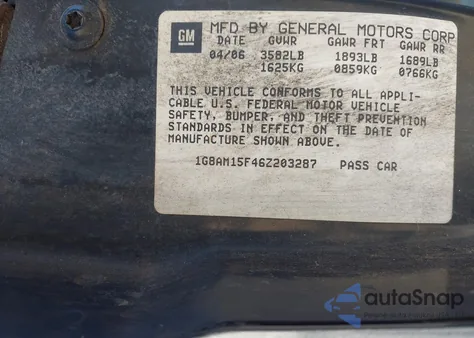 GM
MFD BY GENERAL MOTORS CORP
DATE GVWR GAWR FRT GAWR RR
04/06 3582LB 1893LB 1689LB
1625KG 0859KG 0766KG
THIS VEHICLE CONFORMS TO ALL APPLI-
CABLE U.S. FEDERAL MOTOR VEHICLE
SAFETY, BUMPER, AND THEFT PREVENTION
STANDARDS IN EFFECT ON THE DATE OF
MANUFACTURE SHOWN ABOVE.
1G8AM15F46Z203287 PASS CAR
autoSnap